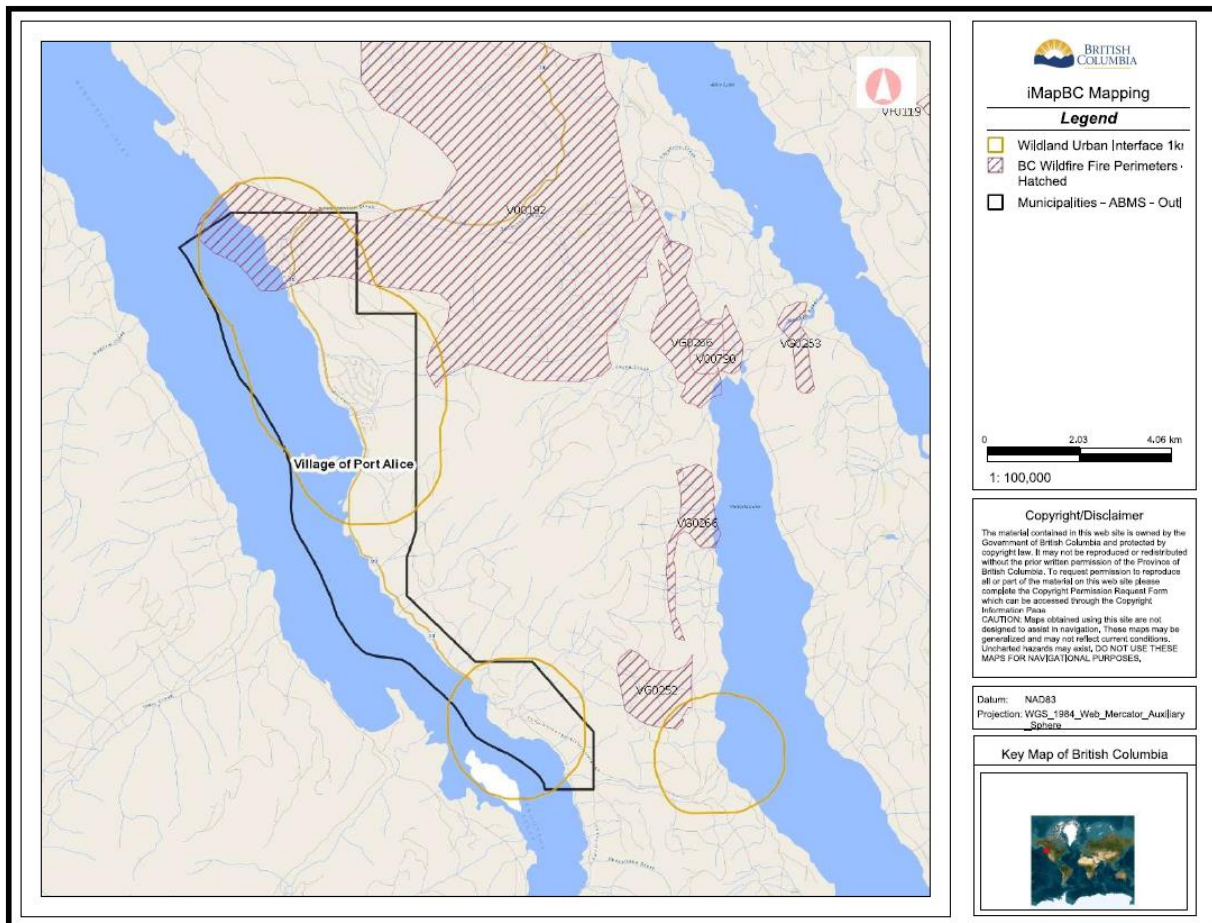 BRITISH
COLUMBIA
iMapBC Mapping
Legend
Wildland Urban Interface 1k
BC Wildfire Fire Perimeters -
Hatched
Municipalities - ABMS - Outl
0 2.03 4.06 km
1: 100,000
Copyright/Disclaimer
The material contained in this web site is owned by the
Government of British Columbia and protected by
copyright law. It may not be reproduced or redistributed
without the prior written permission of the Province of
British Columbia. To request permission to reproduce
all or part of the material on this web site please
complete the Copyright Permission Request Form
which can be accessed through the Copyright
Information Page
CAUTION: Maps obtained using this site are not
designed to assist in navigation. These maps may be
generalized and may not reflect current conditions.
Uncharted hazards may exist. DO NOT USE THESE
MAPS FOR NAVIGATIONAL PURPOSES.
Datum: NAD83
Projection: WGS_1984_Web_Mercator_Auxiliary
_Sphere
Key Map of British Columbia
V00192
VG0266
V00790
VG0253
Village of Port Alice
VG0266
VG0252